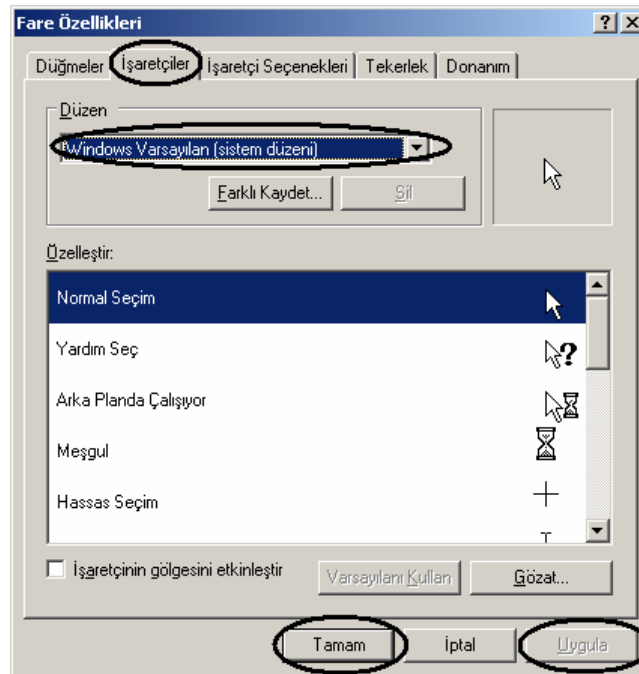 Fare Özellikleri
Düğmeler İşaretçiler İşaretçi Seçenekleri Tekerlek Donanım
Düzen
Windows Varsayılan (sistem düzeni)
Farklı Kaydet... Sil
Özelleştir:
Normal Seçim
Yardım Seç
Arka Planda Çalışıyor
Meşgul
Hassas Seçim
İşaretçinin gölgesini etkinleştir Varsayılanı Kullan Gözat...
Tamam İptal Uygula